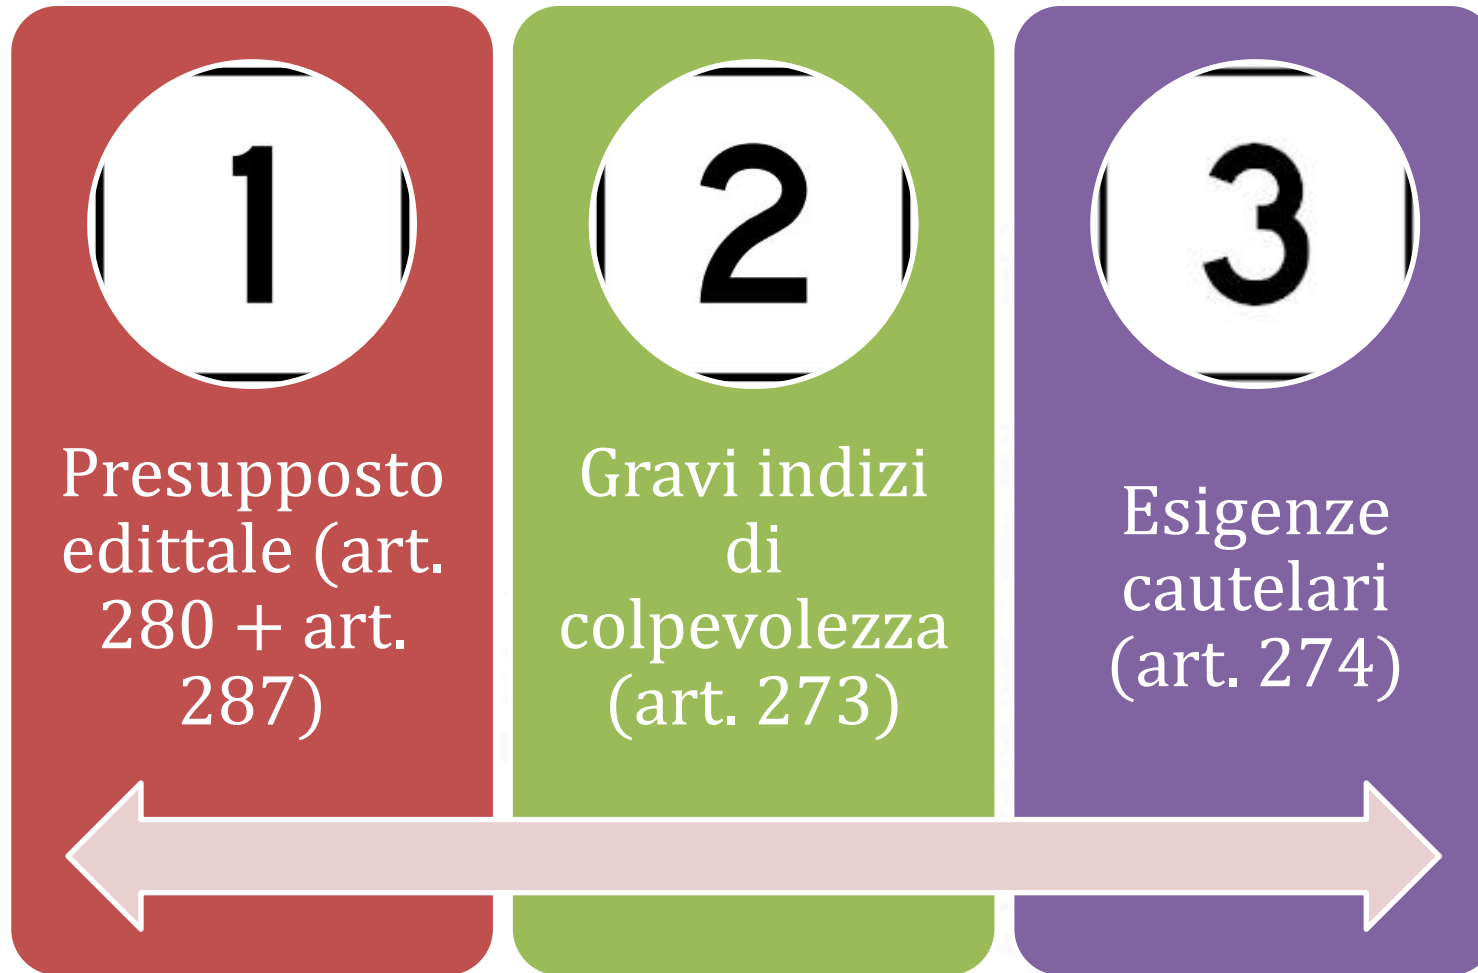 1
Presupposto
edittale (art.
280 + art.
287)
2
Gravi indizi
di
colpevolezza
(art. 273)
3
Esigenze
cautelari
(art. 274)